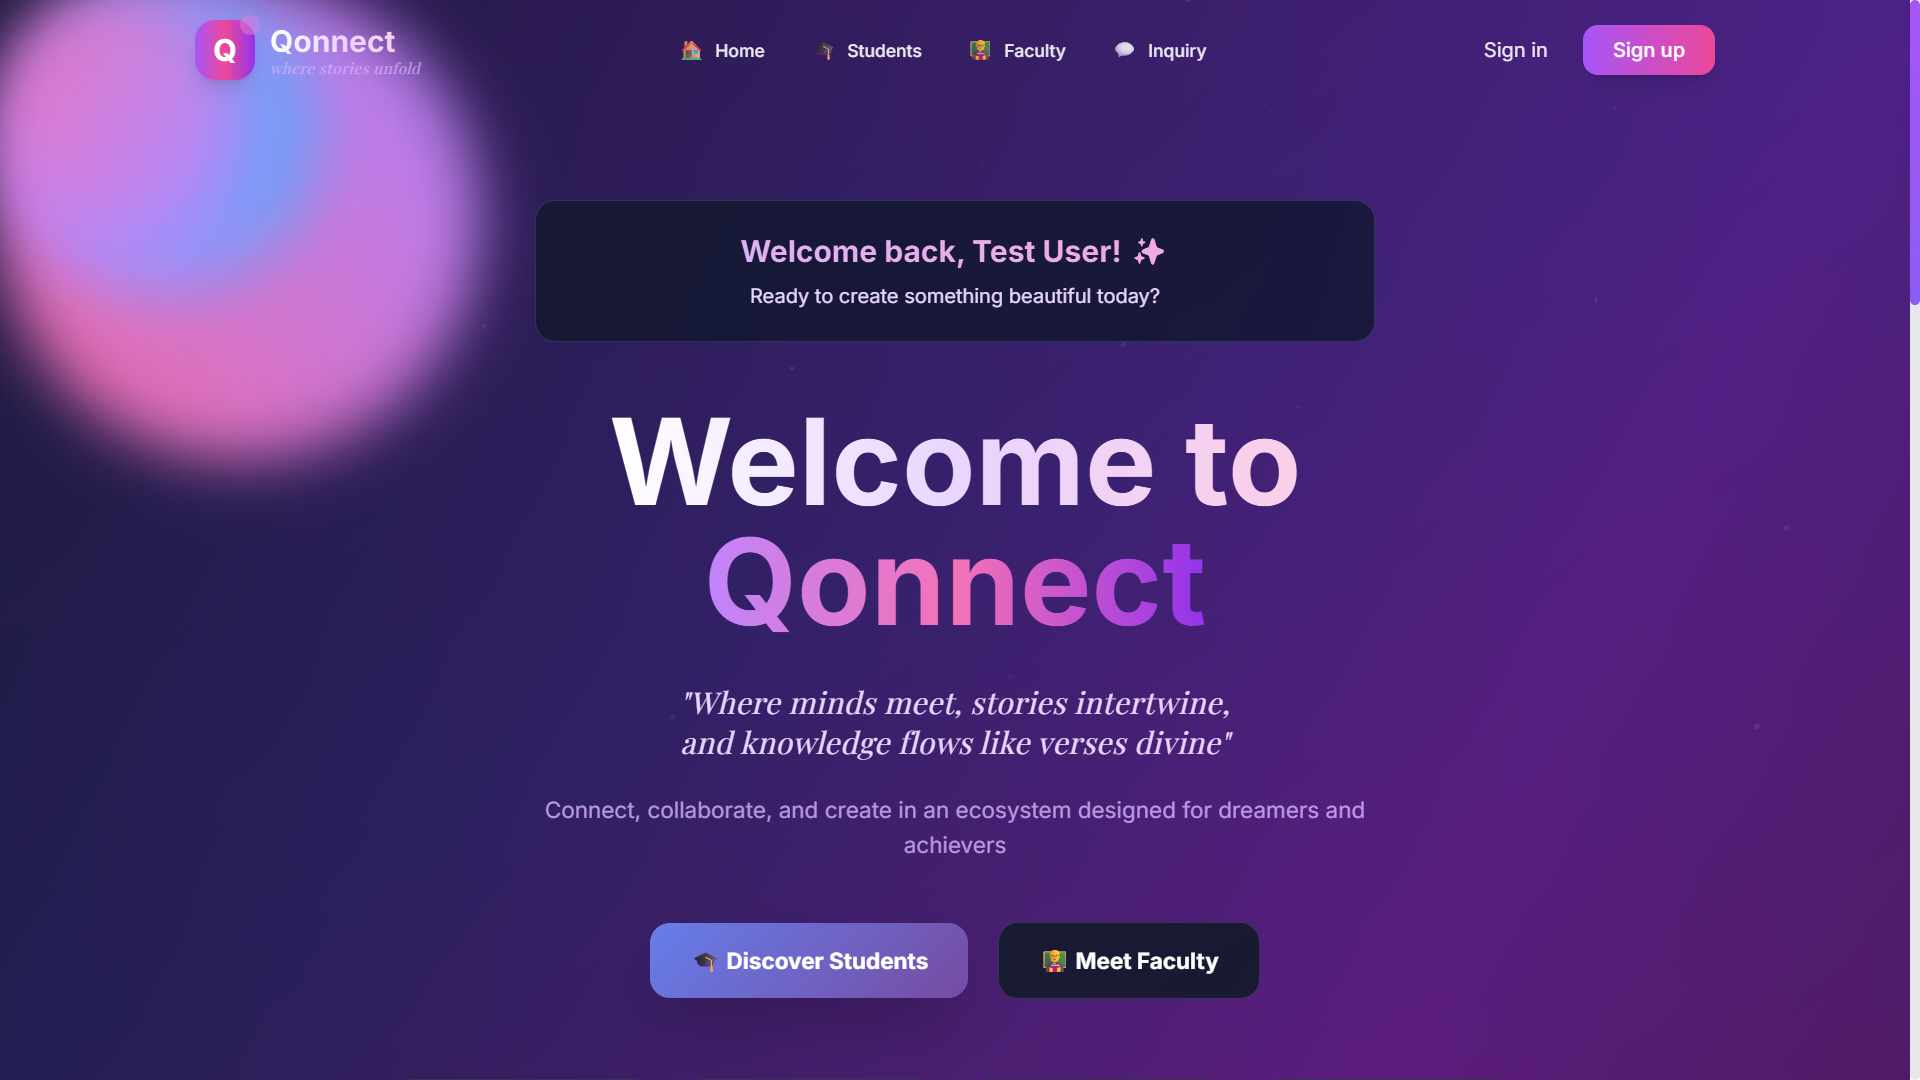 Q
Qonnect
where stories unfold
Home
Students
Faculty
Inquiry
Sign in
Sign up
Welcome back, Test User! ✨
Ready to create something beautiful today?
Welcome to
Qonnect
"Where minds meet, stories intertwine,
and knowledge flows like verses divine"
Connect, collaborate, and create in an ecosystem designed for dreamers and
achievers
Discover Students
Meet Faculty